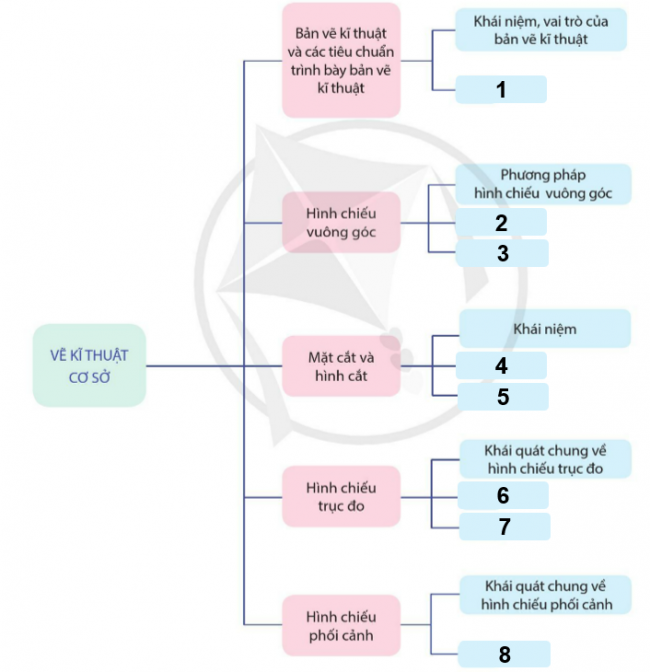 Bản vẽ kĩ thuật
và các tiêu chuẩn
trình bày bản vẽ
kĩ thuật
Khái niệm, vai trò của
bản vẽ kĩ thuật
1
Hình chiếu
vuông góc
Phương pháp
hình chiếu vuông góc
2
3
VẼ KĨ THUẬT
CƠ SỞ
Mặt cắt và
hình cắt
Khái niệm
4
5
Hình chiếu
trục đo
Khái quát chung về
hình chiếu trục đo
6
7
Hình chiếu
phối cảnh
Khái quát chung về
hình chiếu phối cảnh
8